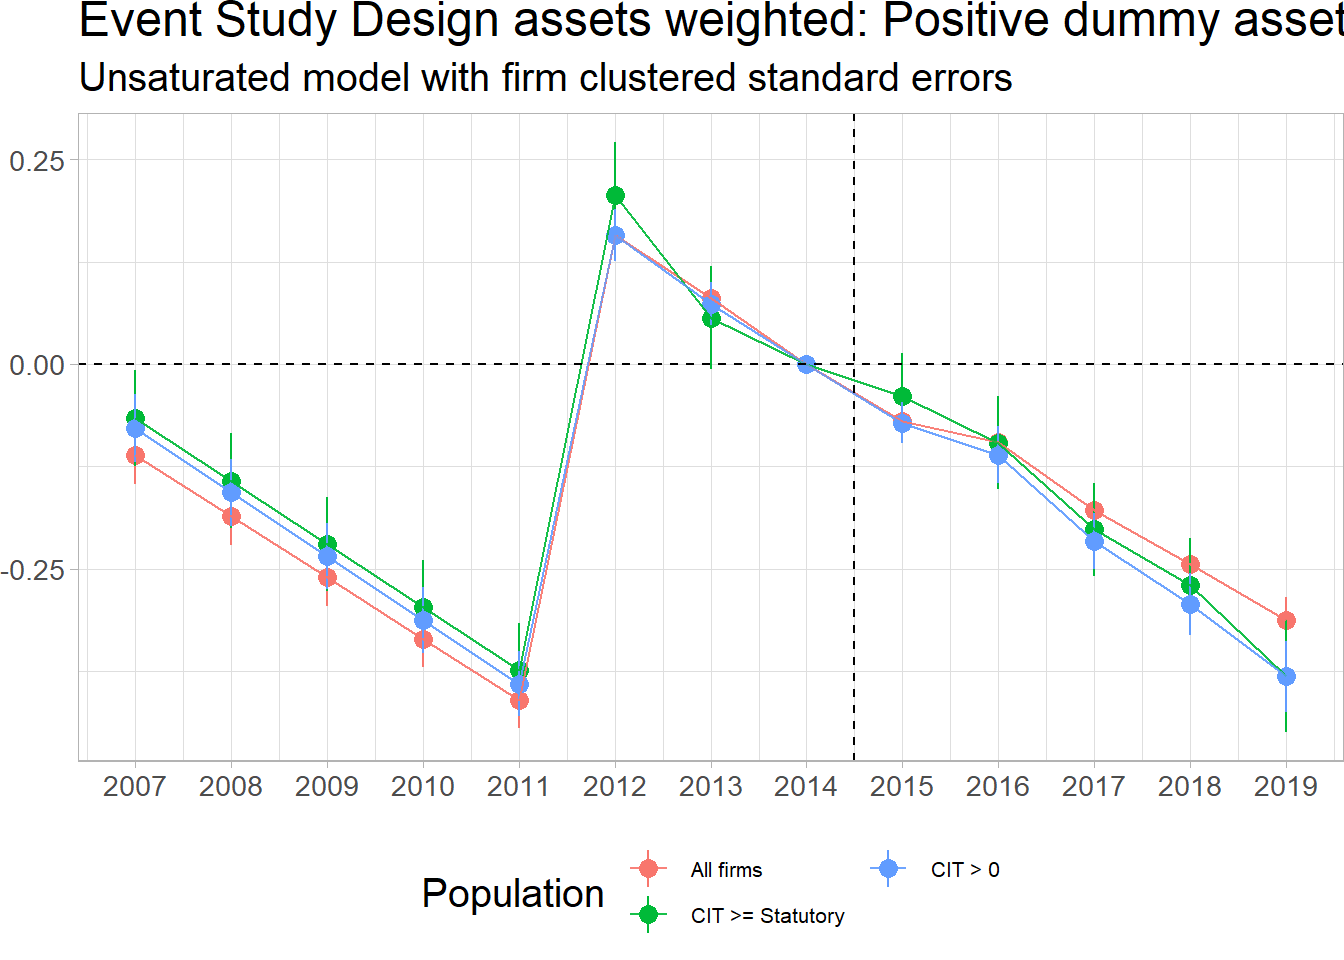 Event Study Design assets weighted: Positive dummy asset
Unsaturated model with firm clustered standard errors
0.25
0.00
-0.25
2007 2008 2009 2010 2011 2012 2013 2014 2015 2016 2017 2018 2019
Population
All firms
CIT > 0
CIT >= Statutory